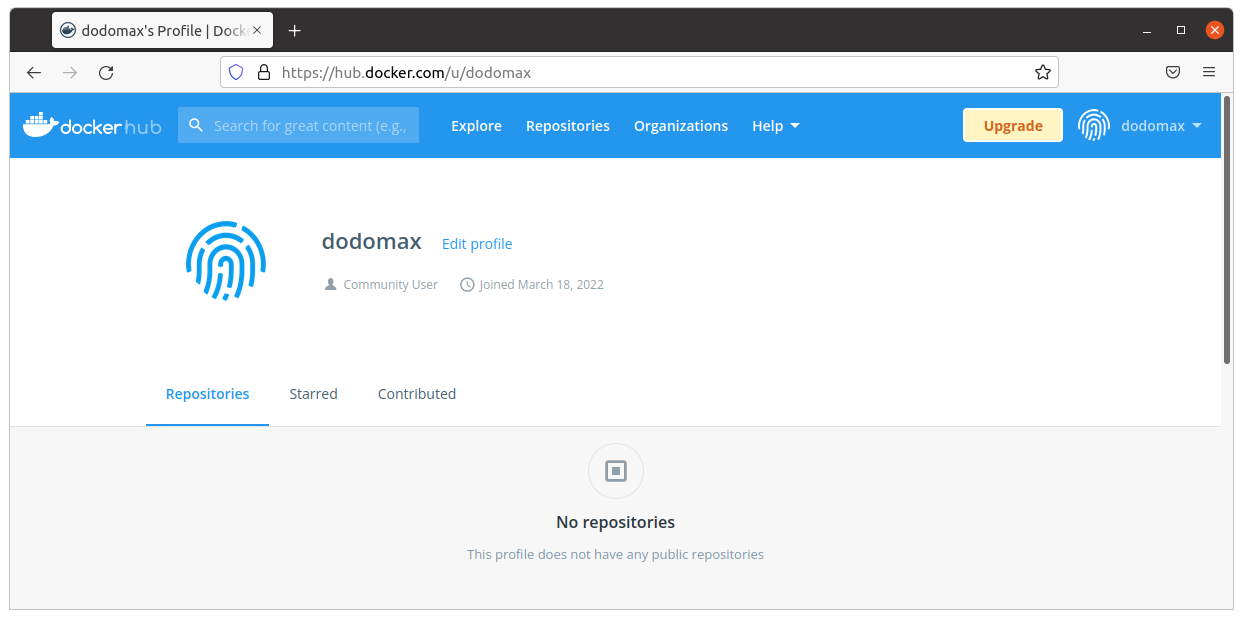 dodomax's Profile | Dock
https://hub.docker.com/u/dodomax
dockerhub
Search for great content (e.g.,
Explore
Repositories
Organizations
Help
Upgrade
dodomax
dodomax
Edit profile
Community User
Joined March 18, 2022
Repositories
Starred
Contributed
No repositories
This profile does not have any public repositories